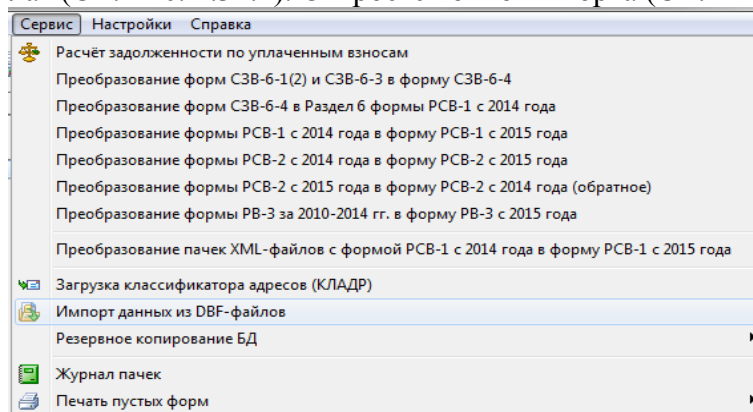 Сервис Настройки Справка
Расчёт задолженности по уплаченным взносам
Преобразование форм СЗВ-6-1(2) и СЗВ-6-3 в форму СЗВ-6-4
Преобразование форм СЗВ-6-4 в Раздел 6 формы РСВ-1 с 2014 года
Преобразование формы РСВ-1 с 2014 года в форму РСВ-1 с 2015 года
Преобразование формы РСВ-2 с 2014 года в форму РСВ-2 с 2015 года
Преобразование формы РСВ-2 с 2015 года в форму РСВ-2 с 2014 года (обратное)
Преобразование формы РВ-3 за 2010-2014 гг. в форму РВ-3 с 2015 года
Преобразование пачек XML-файлов с формой РСВ-1 с 2014 года в форму РСВ-1 с 2015 года
Загрузка классификатора адресов (КЛАДР)
Импорт данных из DBF-файлов
Резервное копирование БД
Журнал пачек
Печать пустых форм